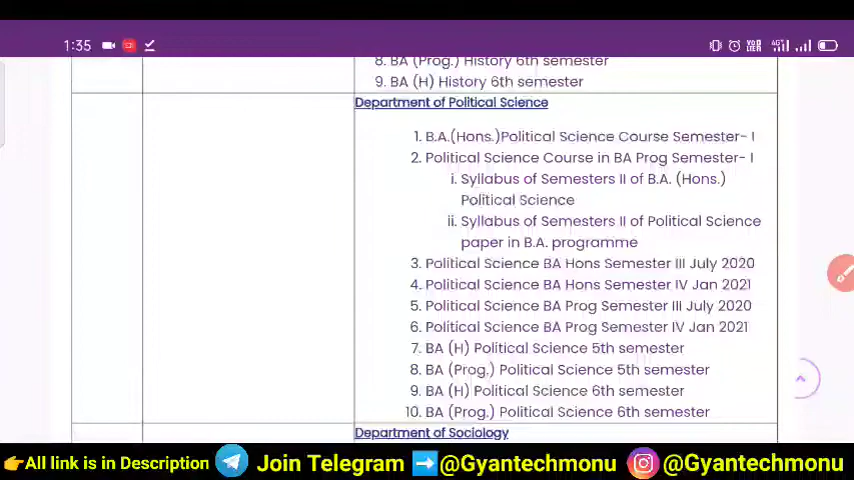 1:35
VoD
4G
8. BA (Prog.) History 6th semester
9. BA (H) History 6th semester
Department of Political Science
1. B.A.(Hons.)Political Science Course Semester- I
2. Political Science Course in BA Prog Semester- I
i. Syllabus of Semesters II of B.A. (Hons.)
Political Science
ii. Syllabus of Semesters II of Political Science
paper in B.A. programme
3. Political Science BA Hons Semester III July 2020
4. Political Science BA Hons Semester IV Jan 2021
5. Political Science BA Prog Semester III July 2020
6. Political Science BA Prog Semester IV Jan 2021
7. BA (H) Political Science 5th semester
8. BA (Prog.) Political Science 5th semester
9. BA (H) Political Science 6th semester
10. BA (Prog.) Political Science 6th semester
Department of Sociology
All link is in Description Join Telegram @Gyantechmonu @Gyantechmonu